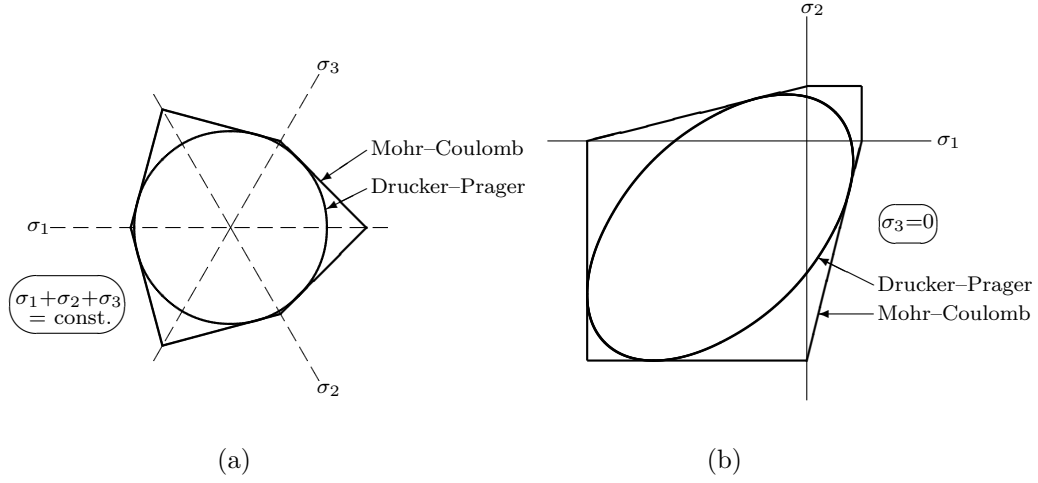 σ3
Mohr–Coulomb
Drucker–Prager
σ1
σ1+σ2+σ3
= const.
σ2
(a)
σ2
σ1
σ3=0
Drucker–Prager
Mohr–Coulomb
(b)